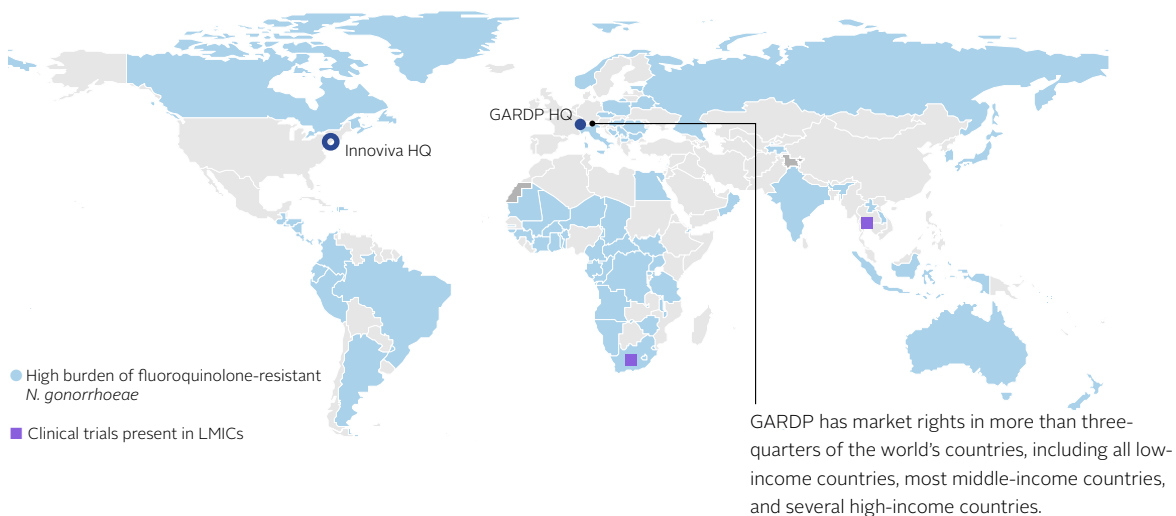 GARDP HQ
Innoviva HQ
High burden of fluoroquinolone-resistant
N. gonorrhoeae
Clinical trials present in LMICs
GARDP has market rights in more than three-
quarters of the world’s countries, including all low-
income countries, most middle-income countries,
and several high-income countries.